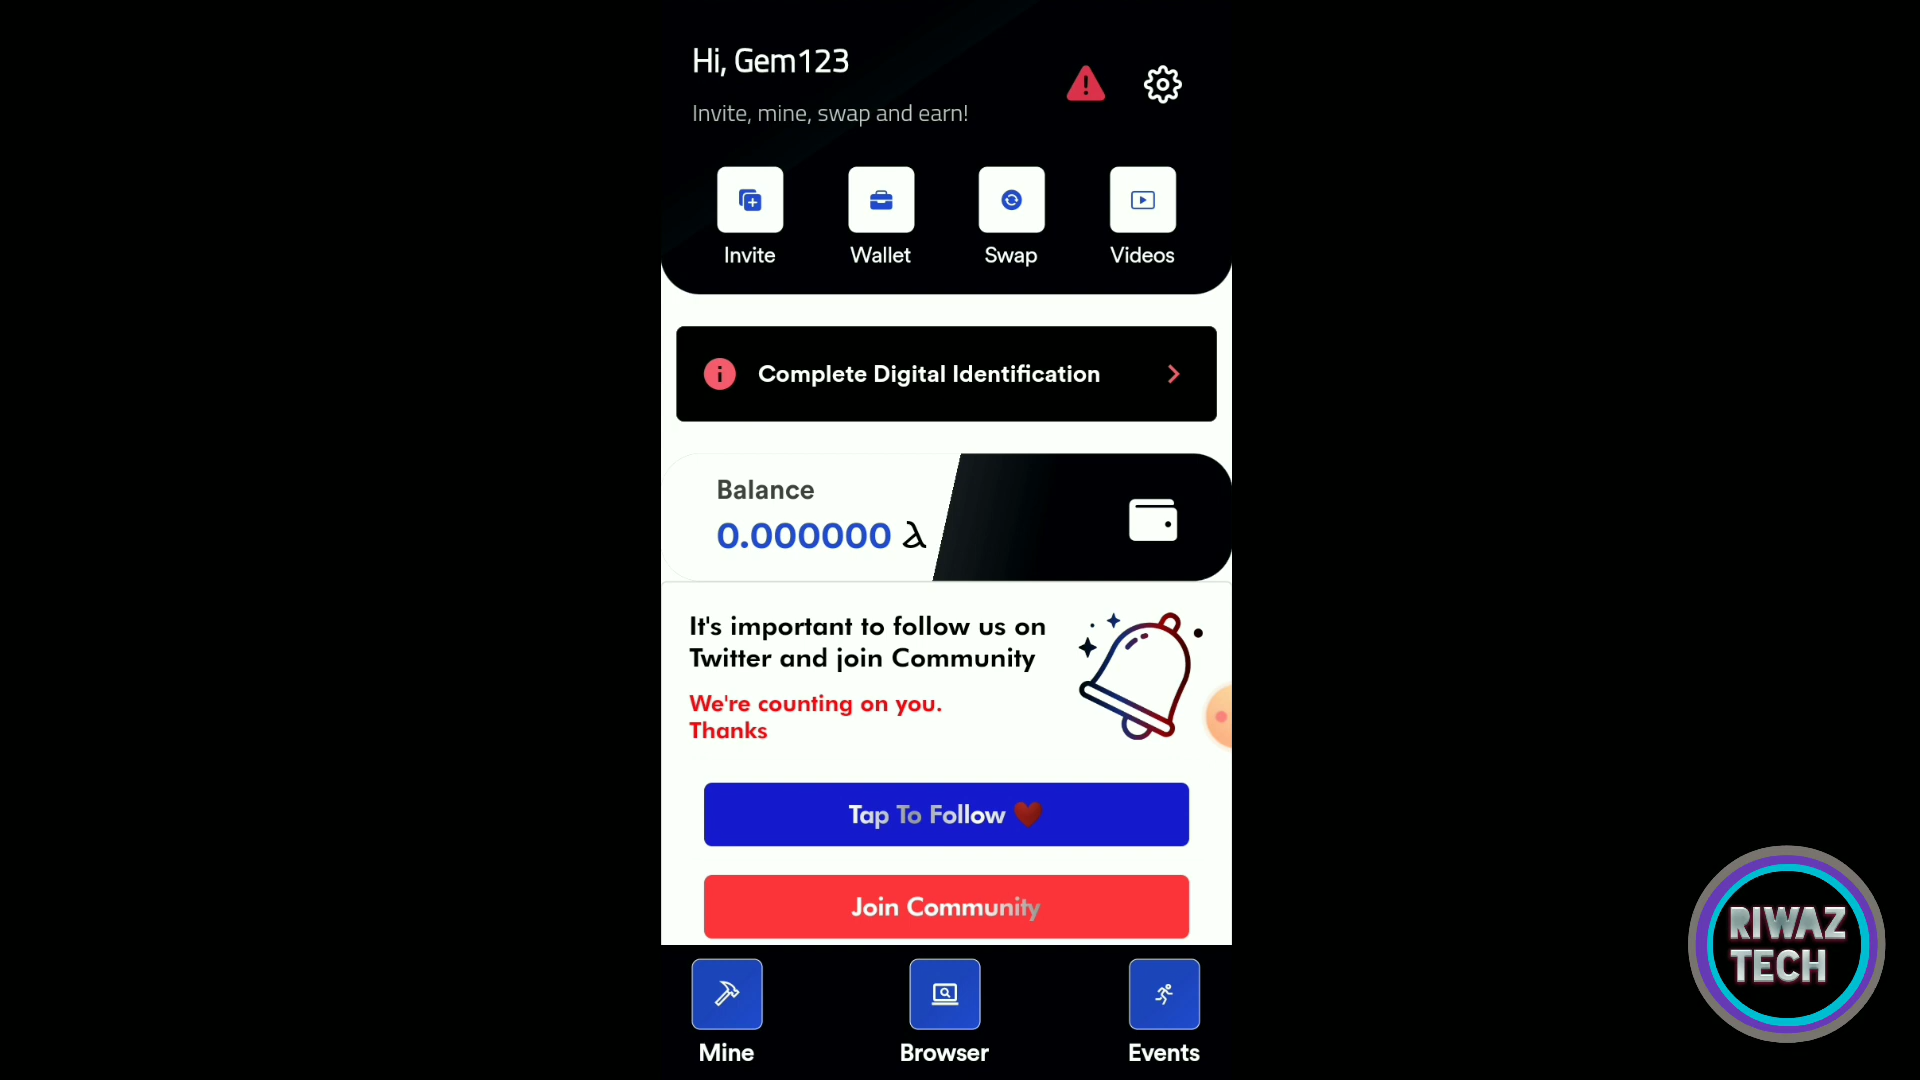 Hi, Gem123
Invite, mine, swap and earn!
Invite
Wallet
Swap
Videos
Complete Digital Identification
Balance
0.000000
It's important to follow us on
Twitter and join Community
We're counting on you.
Thanks
Tap To Follow ❤
Join Community
Mine
Browser
Events
RIWAZ
TECH